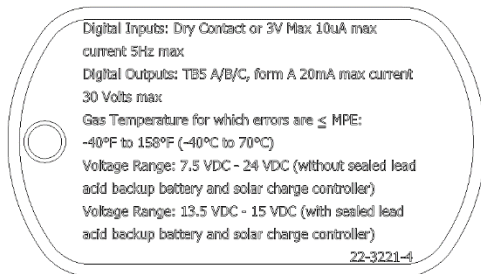 Digital Inputs: Dry Contact or 3V Max 10uA max
current 5Hz max
Digital Outputs: TB5 A/B/C, form A 20mA max current
30 Volts max
Gas Temperature for which errors are ≤ MPE:
-40°F to 158°F (-40°C to 70°C)
Voltage Range: 7.5 VDC - 24 VDC (without sealed lead
acid backup battery and solar charge controller)
Voltage Range: 13.5 VDC - 15 VDC (with sealed lead
acid backup battery and solar charge controller)
22-3221-4